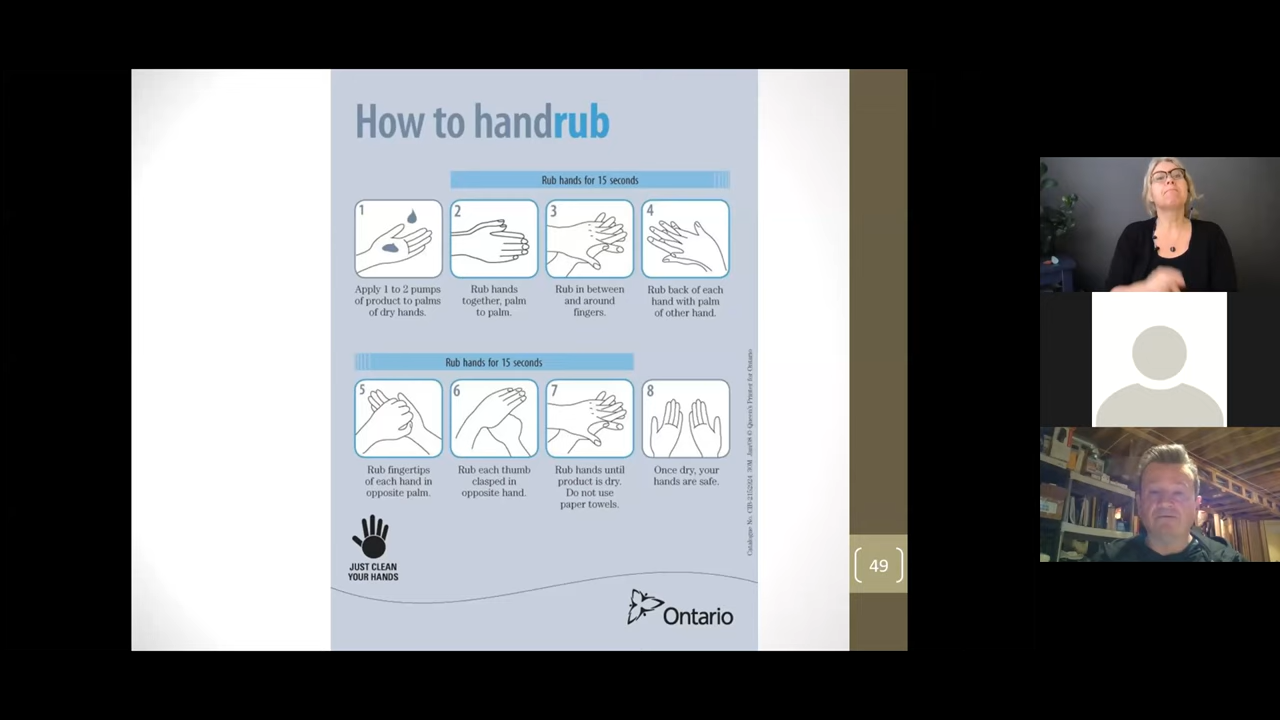 How to handrub
Rub hands for 15 seconds
1
Apply 1 to 2 pumps
of product to palms
of dry hands.
2
Rub hands
together, palm
to palm.
3
Rub in between
and around
fingers.
4
Rub back of each
hand with palm
of other hand.
Rub hands for 15 seconds
5
Rub fingertips
of each hand in
opposite palm.
6
Rub each thumb
clasped in
opposite hand.
7
Rub hands until
product is dry.
Do not use
paper towels.
8
Once dry, your
hands are safe.
JUST CLEAN
YOUR HANDS
Ontario
Queen's Printer for Ontario
49